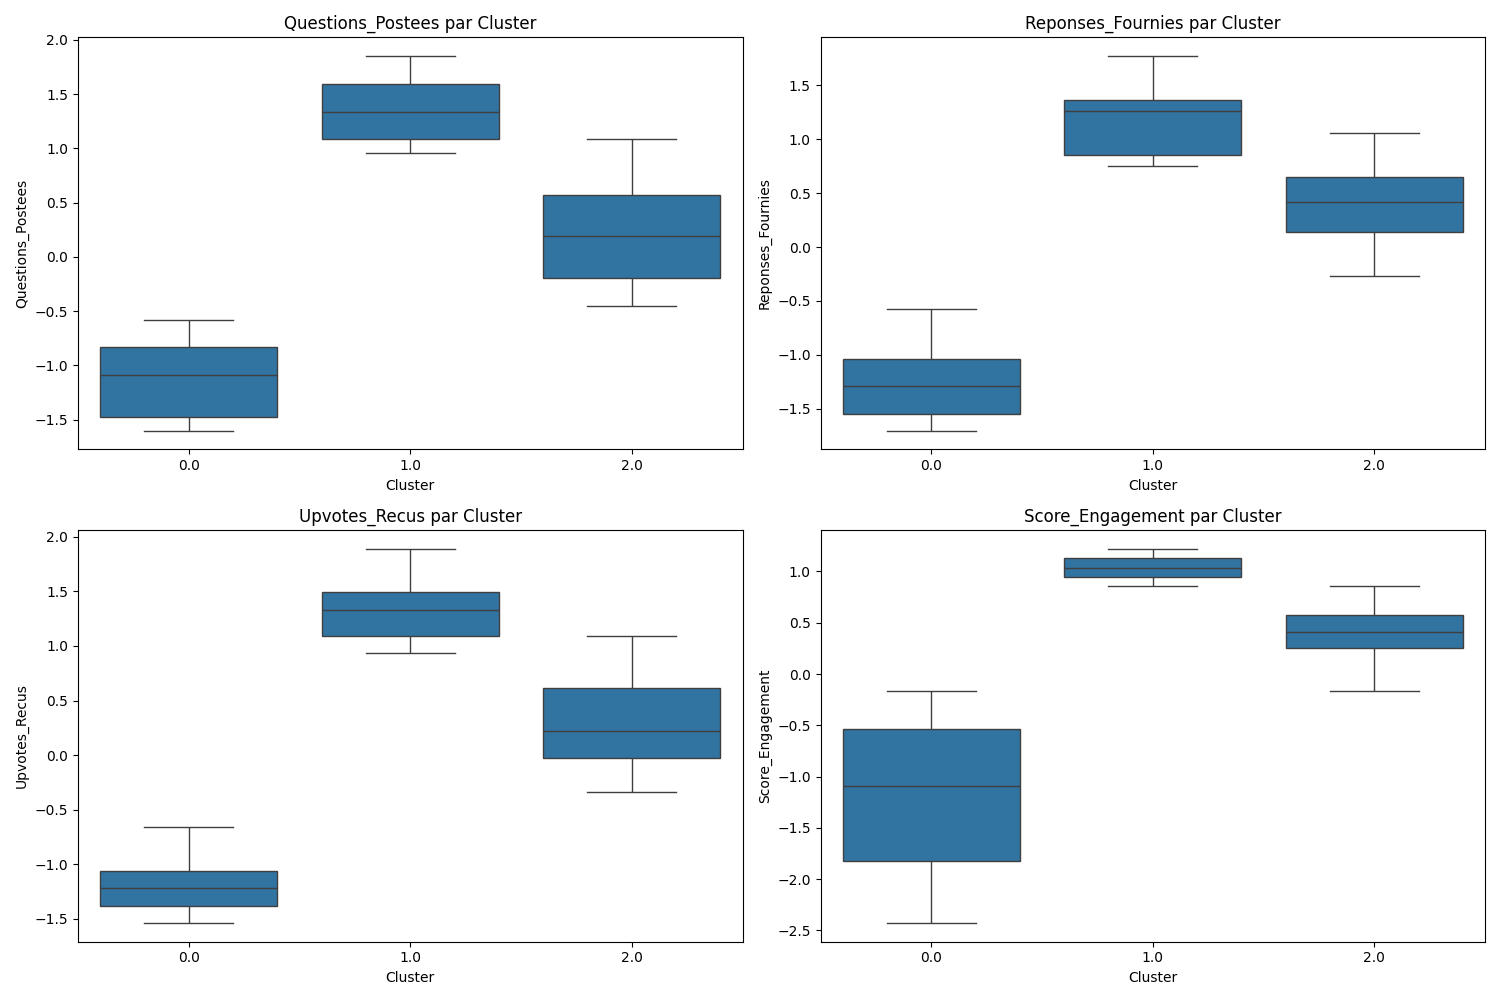 Questions_Postees par Cluster
2.0
1.5
1.0
0.5
0.0
−0.5
−1.0
−1.5
Questions_Postees
0.0 1.0 2.0
Cluster
Reponses_Fournies par Cluster
1.5
1.0
0.5
0.0
−0.5
−1.0
−1.5
Reponses_Fournies
0.0 1.0 2.0
Cluster
Upvotes_Recus par Cluster
2.0
1.5
1.0
0.5
0.0
−0.5
−1.0
−1.5
Upvotes_Recus
0.0 1.0 2.0
Cluster
Score_Engagement par Cluster
1.0
0.5
0.0
−0.5
−1.0
−1.5
−2.0
−2.5
Score_Engagement
0.0 1.0 2.0
Cluster